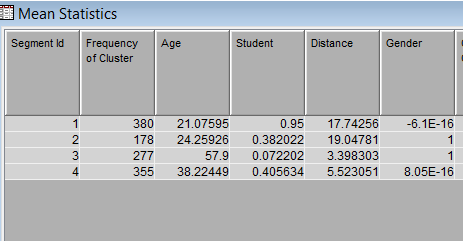 Mean Statistics
Segment Id Frequency of Cluster Age Student Distance Gender
1 380 21.07595 0.95 17.74256 -6.1E-16
2 178 24.25926 0.382022 19.04781 1
3 277 57.9 0.072202 3.398303 1
4 355 38.22449 0.405634 5.523051 8.05E-16